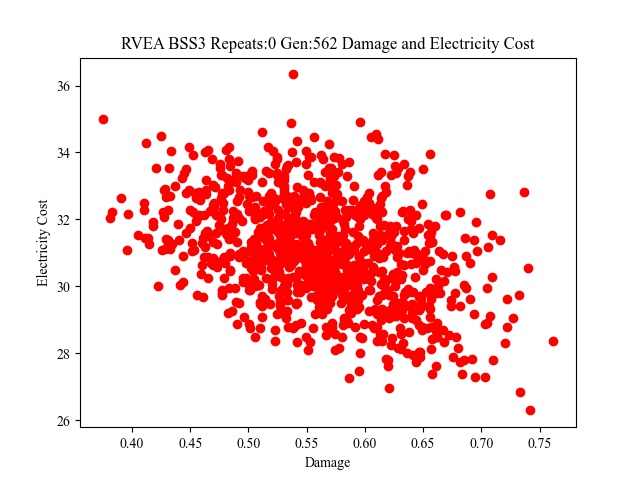 RVEA BSS3 Repeats:0 Gen:562 Damage and Electricity Cost
36
34
32
30
28
26
Electricity Cost
0.40 0.45 0.50 0.55 0.60 0.65 0.70 0.75
Damage